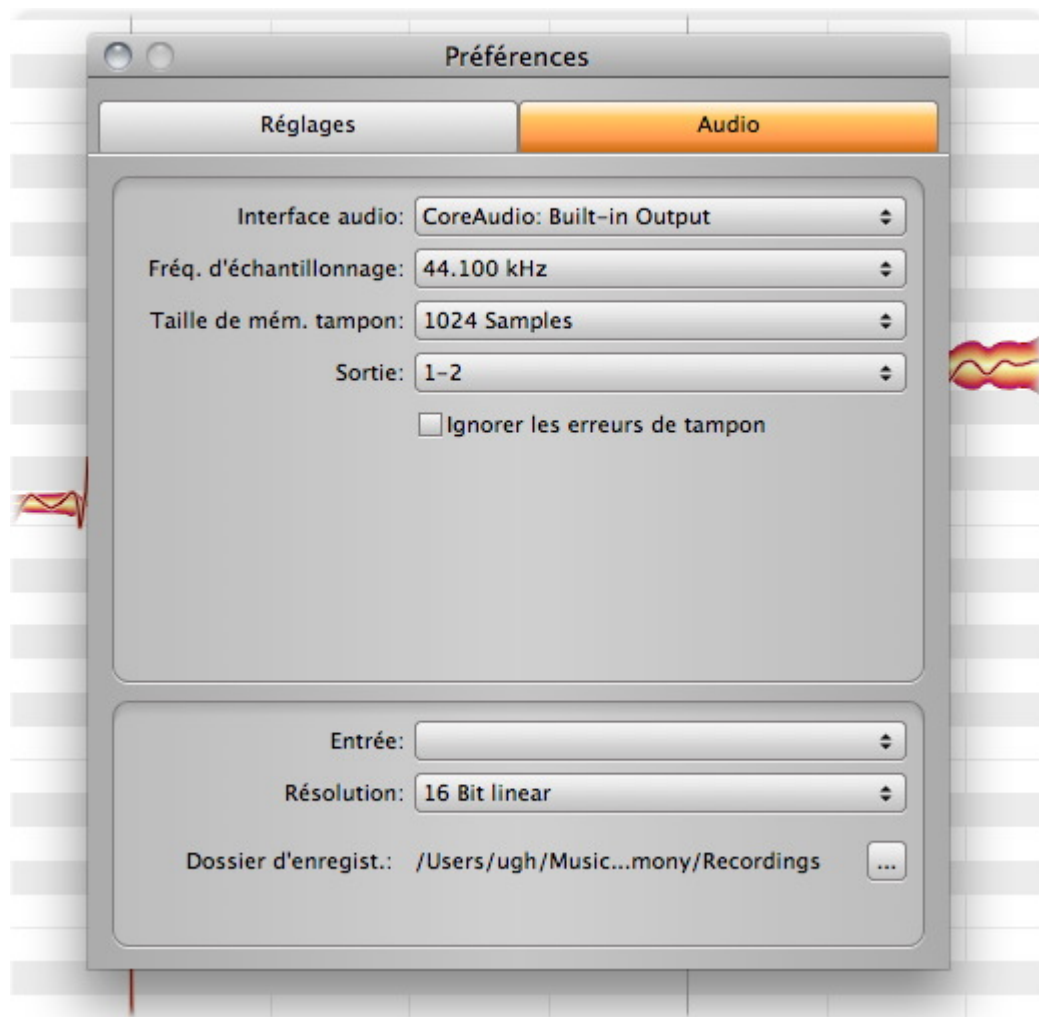 Préférences
Réglages Audio
Interface audio: CoreAudio: Built-in Output
Fréq. d'échantillonnage: 44.100 kHz
Taille de mém. tampon: 1024 Samples
Sortie: 1-2
Ignorer les erreurs de tampon
Entrée:
Résolution: 16 Bit linear
Dossier d'enregist.: /Users/ugh/Music...mony/Recordings ...